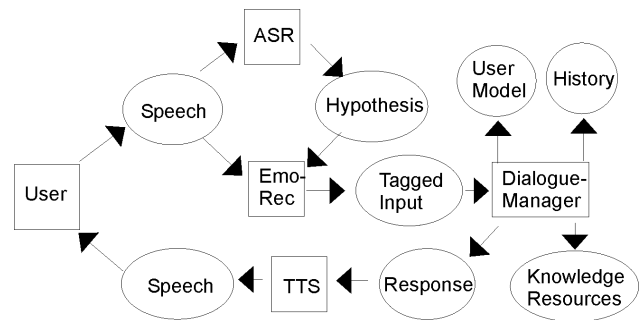 ASR
User
Model
History
Speech
Hypothesis
Emo-
Rec
Tagged
Input
Dialogue-
Manager
User
Speech
TTS
Response
Knowledge
Resources